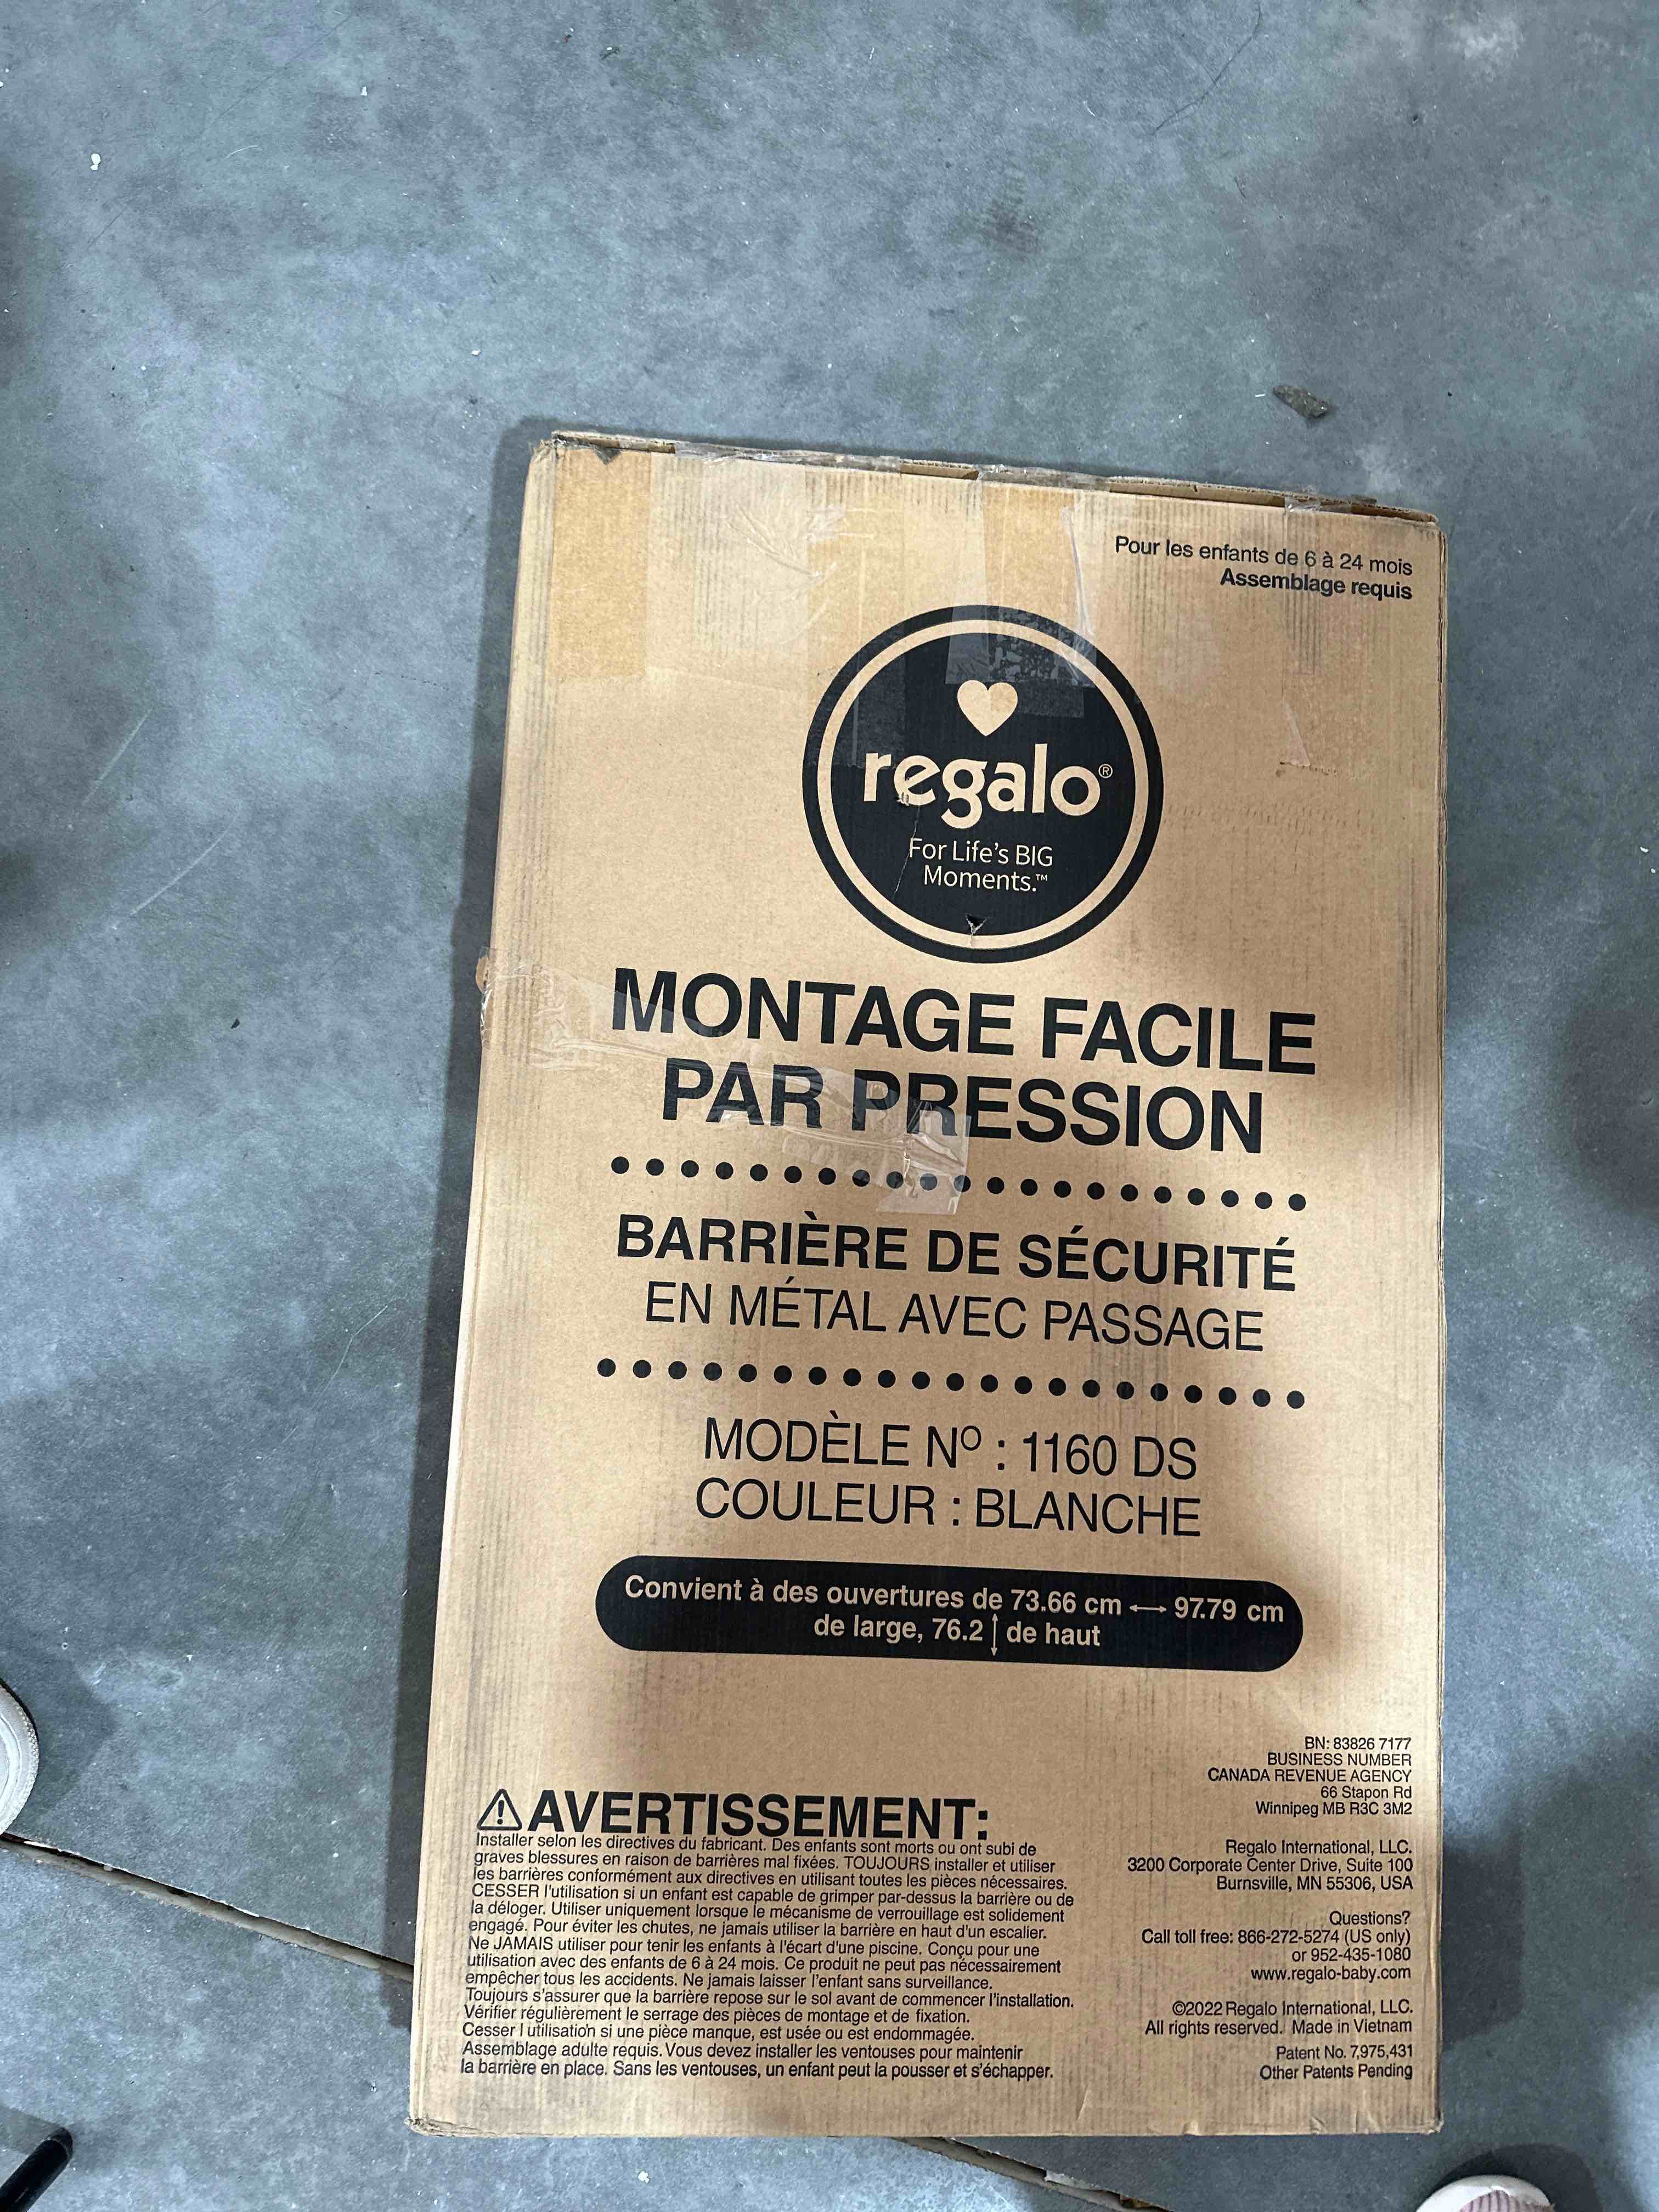 Pour les enfants de 6 à 24 mois
Assemblage requis
regalo®
For Life's BIG
Moments.™
MONTAGE FACILE
PAR PRESSION
BARRIÈRE DE SÉCURITÉ
EN MÉTAL AVEC PASSAGE
MODÈLE Nº : 1160 DS
COULEUR : BLANCHE
Convient à des ouvertures de 73.66 cm ↔ 97.79 cm
de large, 76.2 ↕ de haut
⚠ AVERTISSEMENT:
Installer selon les directives du fabricant. Des enfants sont morts ou ont subi de
graves blessures en raison de barrières mal fixées. TOUJOURS installer et utiliser
les barrières conformément aux directives en utilisant toutes les pièces nécessaires.
CESSER l'utilisation si un enfant est capable de grimper par-dessus la barrière ou de
la déloger. Utiliser uniquement lorsque le mécanisme de verrouillage est solidement
engagé. Pour éviter les chutes, ne jamais utiliser la barrière en haut d'un escalier.
Ne JAMAIS utiliser pour tenir les enfants à l'écart d'une piscine. Conçu pour une
utilisation avec des enfants de 6 à 24 mois. Ce produit ne peut pas nécessairement
empêcher tous les accidents. Ne jamais laisser l'enfant sans surveillance.
Toujours s'assurer que la barrière repose sur le sol avant de commencer l'installation.
Vérifier régulièrement le serrage des pièces de montage et de fixation.
Cesser l'utilisation si une pièce manque, est usée ou est endommagée.
Assemblage adulte requis. Vous devez installer les ventouses pour maintenir
la barrière en place. Sans les ventouses, un enfant peut la pousser et s'échapper.
BN: 83826 7177
BUSINESS NUMBER
CANADA REVENUE AGENCY
66 Stapon Rd
Winnipeg MB R3C 3M2
Regalo International, LLC.
3200 Corporate Center Drive, Suite 100
Burnsville, MN 55306, USA
Questions?
Call toll free: 866-272-5274 (US only)
or 952-435-1080
www.regalo-baby.com
©2022 Regalo International, LLC.
All rights reserved. Made in Vietnam
Patent No. 7,975,431
Other Patents Pending